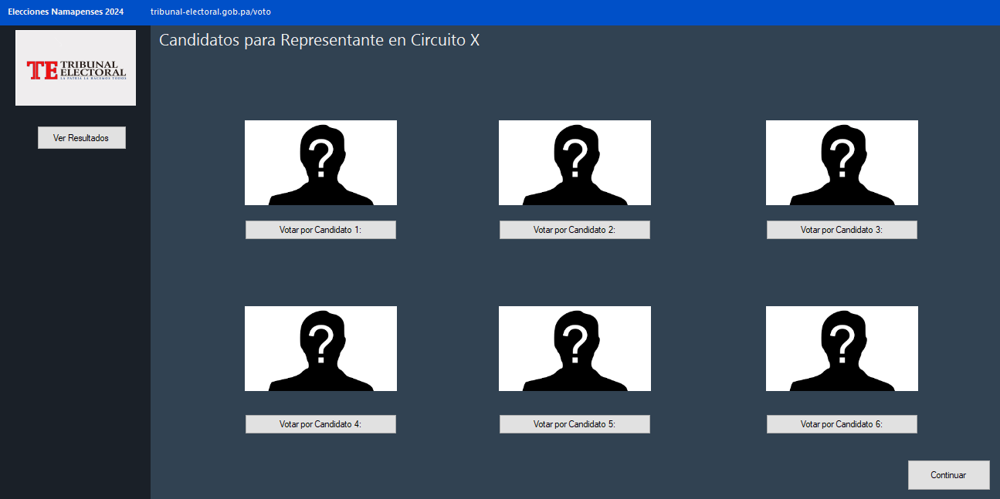 Elecciones Namapenses 2024
tribunal-electoral.gob.pa/voto
TE TRIBUNAL
ELECTORAL
LA PATRIA LA HACEMOS TODOS
Ver Resultados
Candidatos para Representante en Circuito X
?
?
?
Votar por Candidato 1:
Votar por Candidato 2:
Votar por Candidato 3:
?
?
?
Votar por Candidato 4:
Votar por Candidato 5:
Votar por Candidato 6:
Continuar